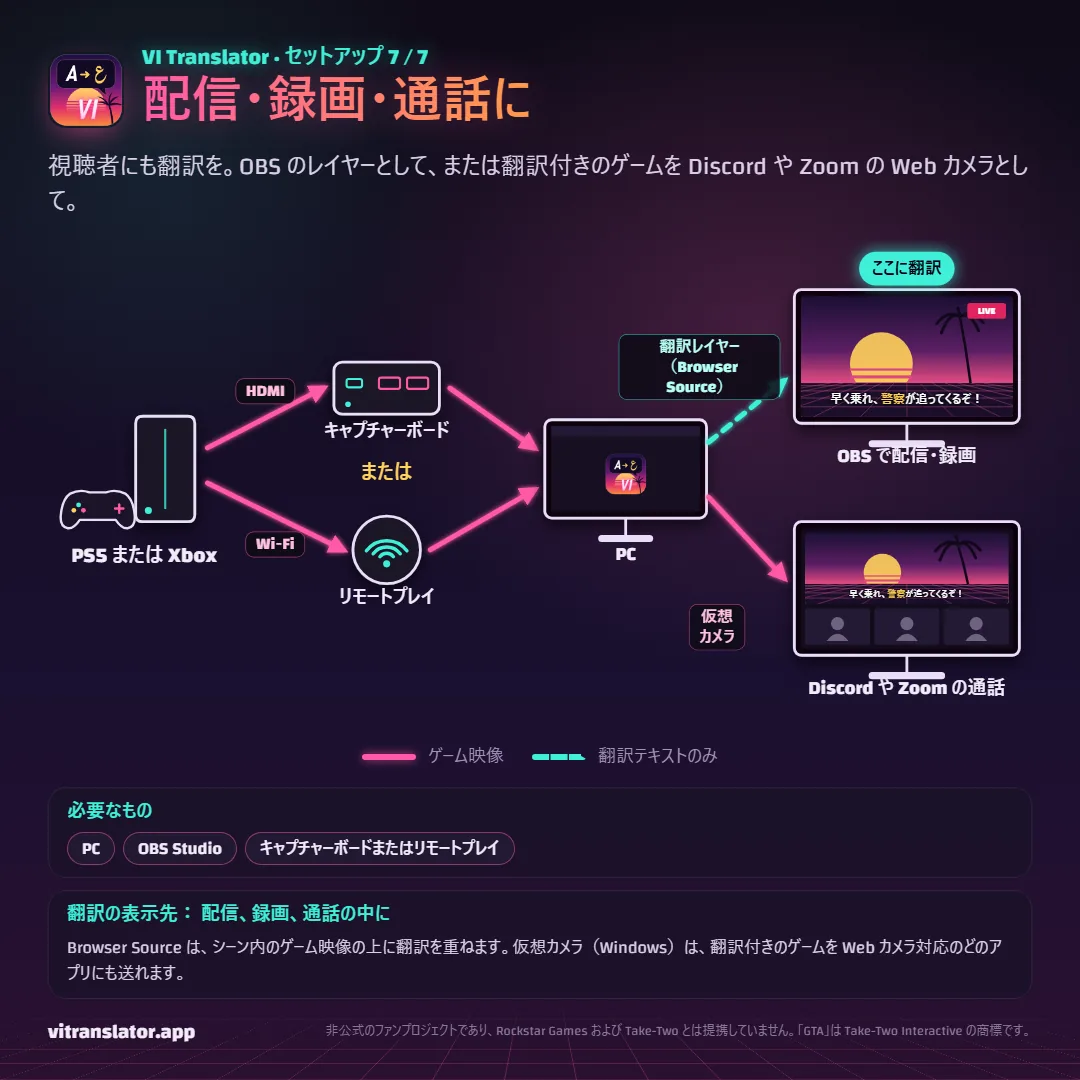 A→ع
VI
VI Translator · セットアップ 7 / 7
配信・録画・通話に
視聴者にも翻訳を。OBS のレイヤーとして、または翻訳付きのゲームを Discord や Zoom の Web カメラとし
て。
ここに翻訳
LIVE
早く乗れ、警察が追ってくるぞ！
OBS で配信・録画
翻訳レイヤー
（Browser
Source）
HDMI
キャプチャーボード
または
Wi-Fi
リモートプレイ
PS5 または Xbox
A→ع
VI
PC
仮想
カメラ
早く乗れ、警察が追ってくるぞ！
Discord や Zoom の通話
ゲーム映像
翻訳テキストのみ
必要なもの
PC
OBS Studio
キャプチャーボードまたはリモートプレイ
翻訳の表示先： 配信、録画、通話の中に
Browser Source は、シーン内のゲーム映像の上に翻訳を重ねます。仮想カメラ（Windows）は、翻訳付きのゲームを Web カメラ対応のどのア
プリにも送れます。
vitranslator.app
非公式のファンプロジェクトであり、Rockstar Games および Take-Two とは提携していません。「GTA」は Take-Two Interactive の商標です。